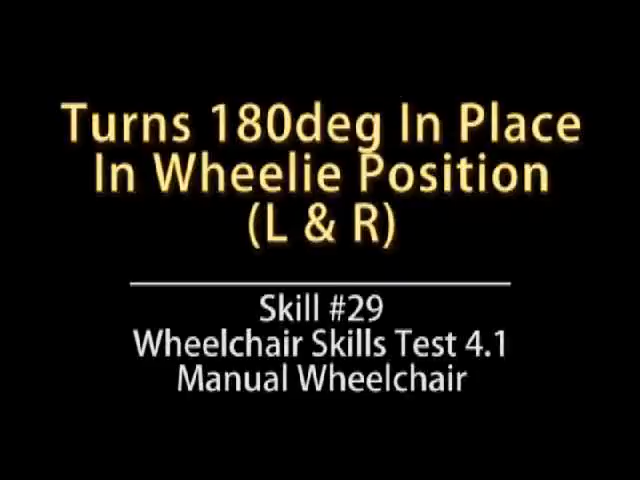 Turns 180deg In Place
In Wheelie Position
(L & R)
Skill #29
Wheelchair Skills Test 4.1
Manual Wheelchair